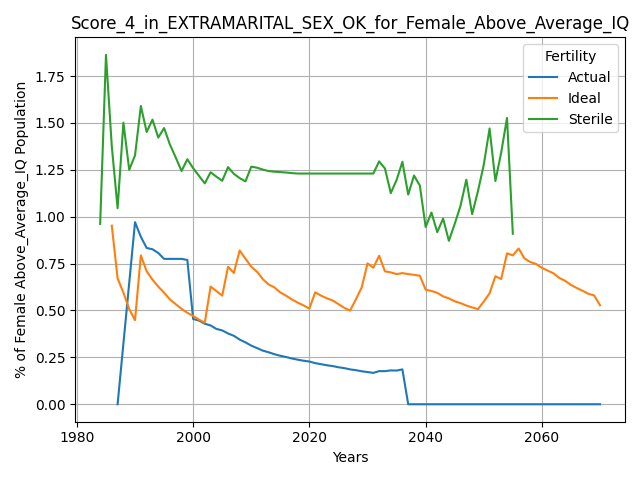 Score_4_in_EXTRAMARITAL_SEX_OK_for_Female_Above_Average_IQ
% of Female Above_Average_IQ Population
1.75
1.50
1.25
1.00
0.75
0.50
0.25
0.00
Fertility
Actual
Ideal
Sterile
1980
2000
2020
2040
2060
Years